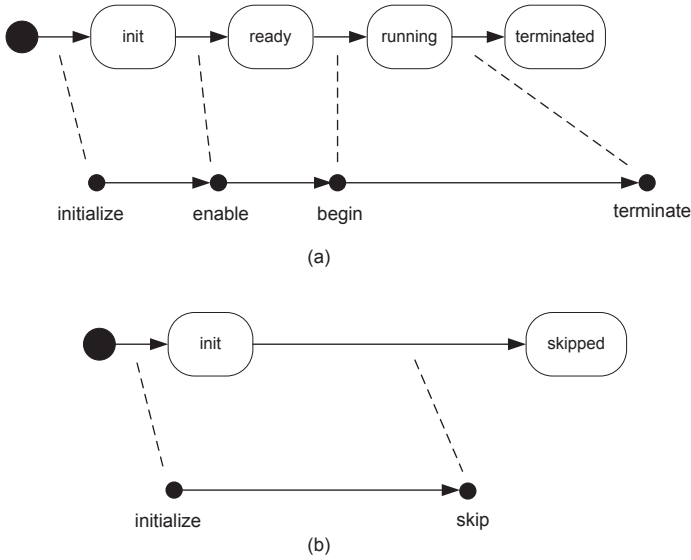 init
ready
running
terminated
initialize
enable
begin
terminate
(a)
init
skipped
initialize
skip
(b)